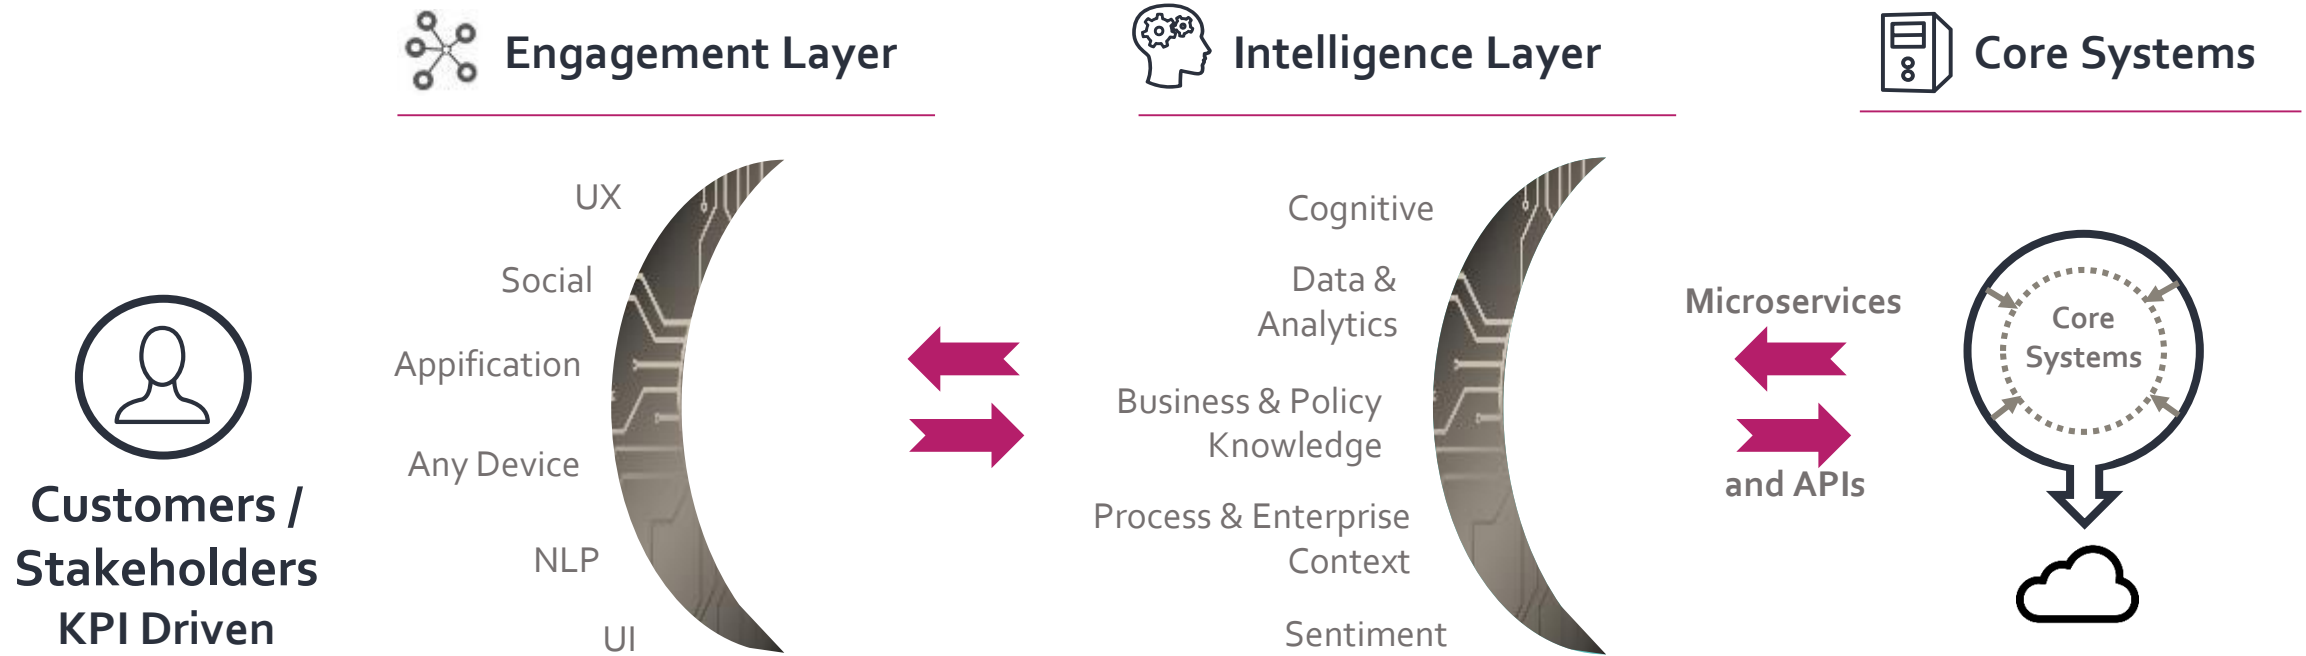 Engagement Layer
Intelligence Layer
Core Systems
Customers /
Stakeholders
KPI Driven
UX
Social
Appification
Any Device
NLP
UI
Cognitive
Data &
Analytics
Business & Policy
Knowledge
Process & Enterprise
Context
Sentiment
Microservices
and APIs
Core
Systems